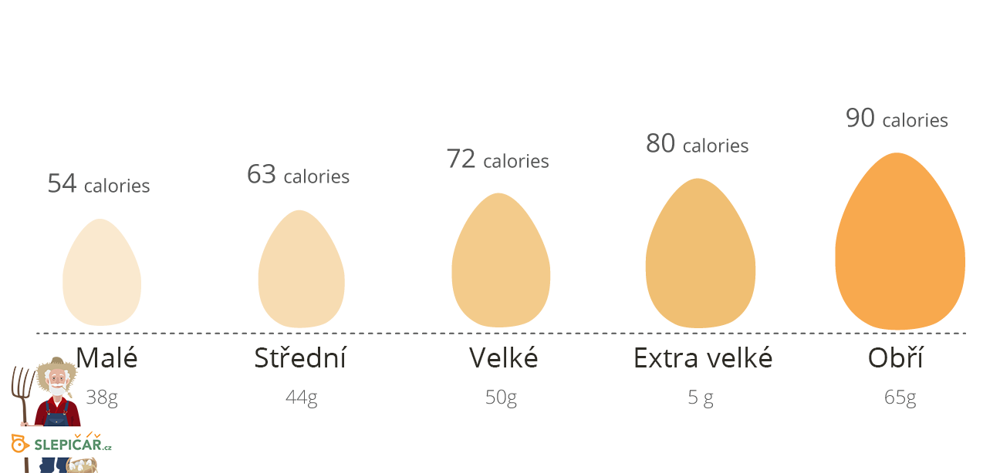 90 calories
80 calories
72 calories
63 calories
54 calories
Malé Střední Velké Extra velké Obří
38g 44g 50g 5 g 65g
SLEPIČÁŘ.cz